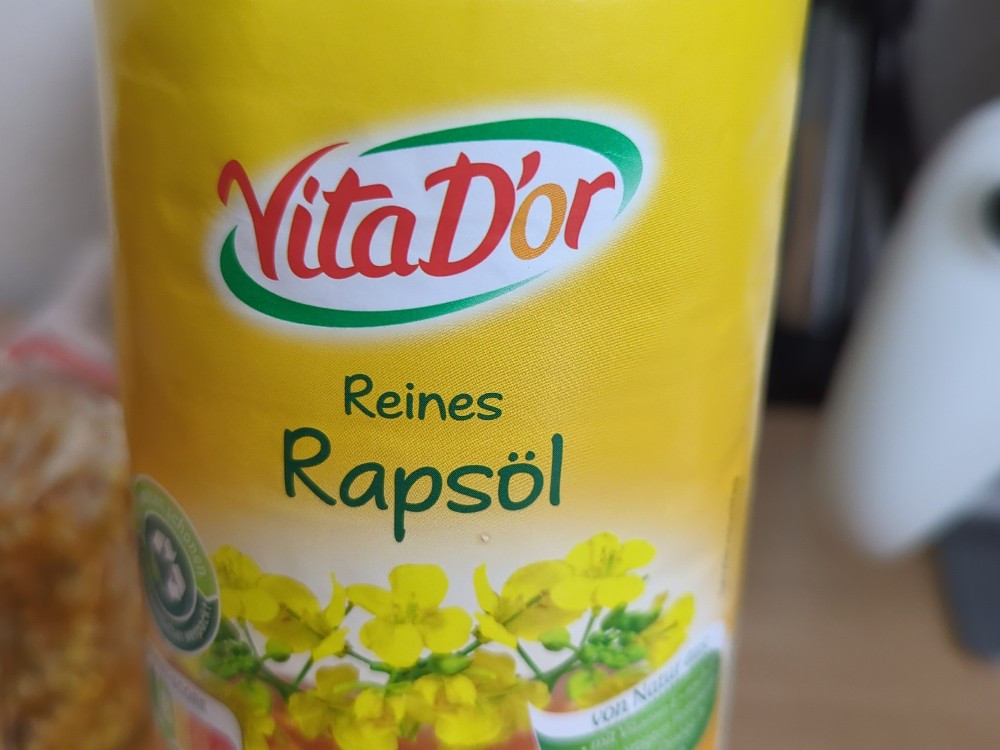 Vita D'or
Reines
Rapsöl
von Natur aus